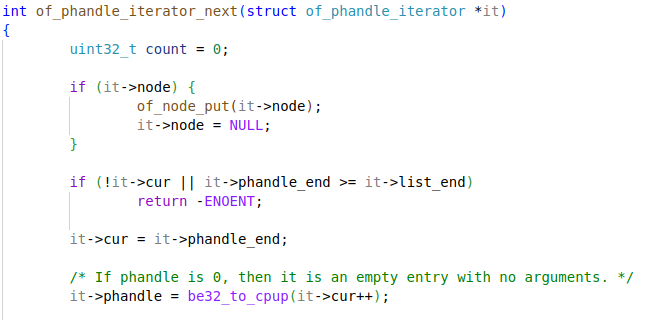 int of_phandle_iterator_next(struct of_phandle_iterator *it)
{
uint32_t count = 0;
if (it->node) {
of_node_put(it->node);
it->node = NULL;
}
if (!it->cur || it->phandle_end >= it->list_end)
return -ENOENT;
it->cur = it->phandle_end;
/* If phandle is 0, then it is an empty entry with no arguments. */
it->phandle = be32_to_cpup(it->cur++);